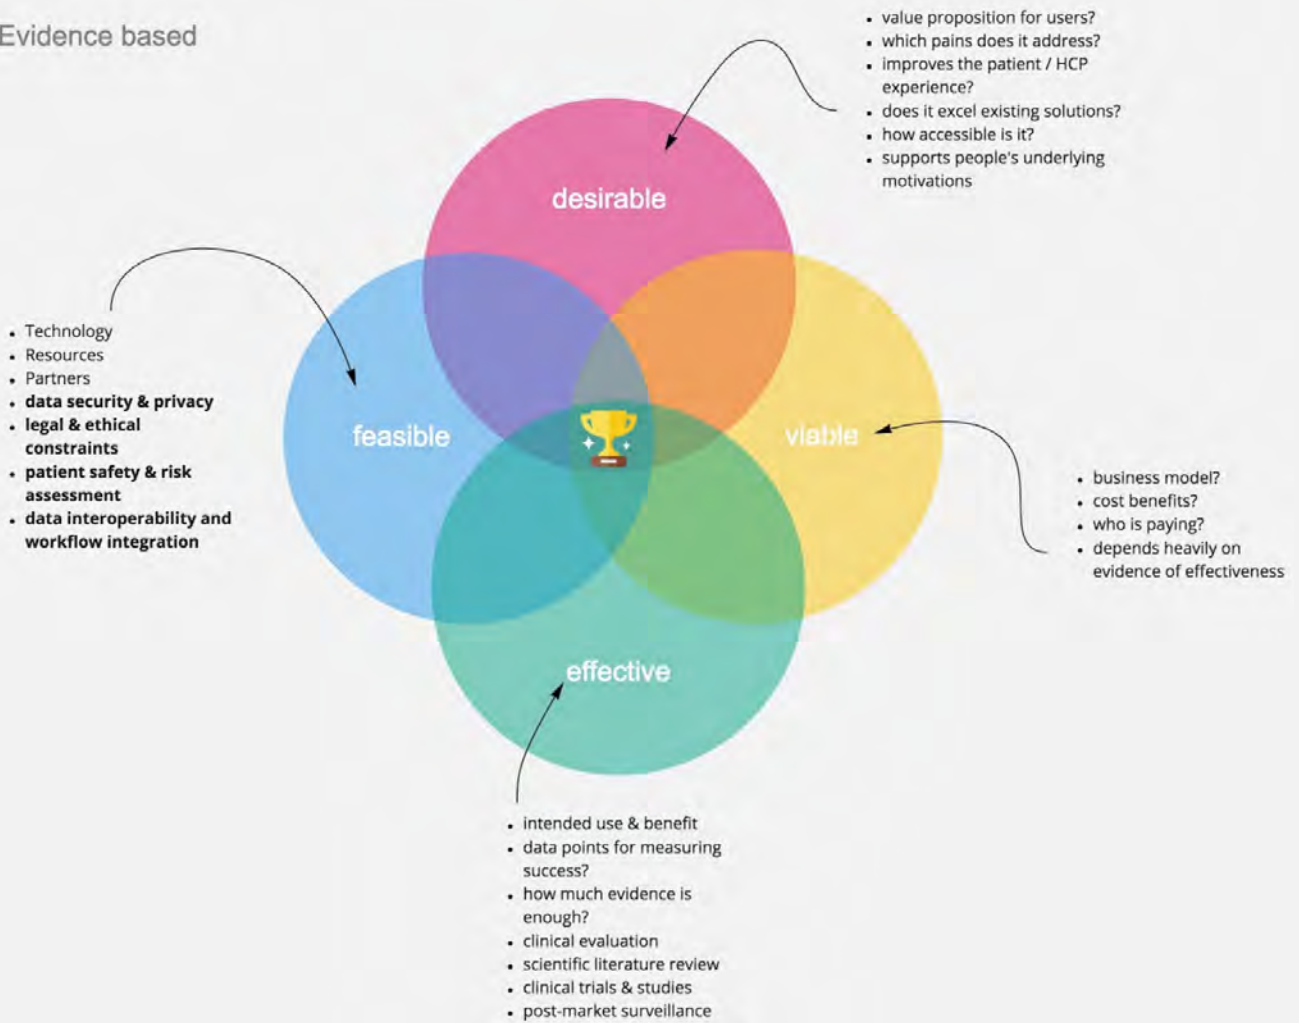 Evidence based
• value proposition for users?
• which pains does it address?
• improves the patient / HCP
experience?
• does it excel existing solutions?
• how accessible is it?
• supports people's underlying
motivations
desirable
• Technology
• Resources
• Partners
• data security & privacy
• legal & ethical
constraints
• patient safety & risk
assessment
• data interoperability and
workflow integration
feasible
viable
• business model?
• cost benefits?
• who is paying?
• depends heavily on
evidence of effectiveness
effective
• intended use & benefit
• data points for measuring
success?
• how much evidence is
enough?
• clinical evaluation
• scientific literature review
• clinical trials & studies
• post-market surveillance